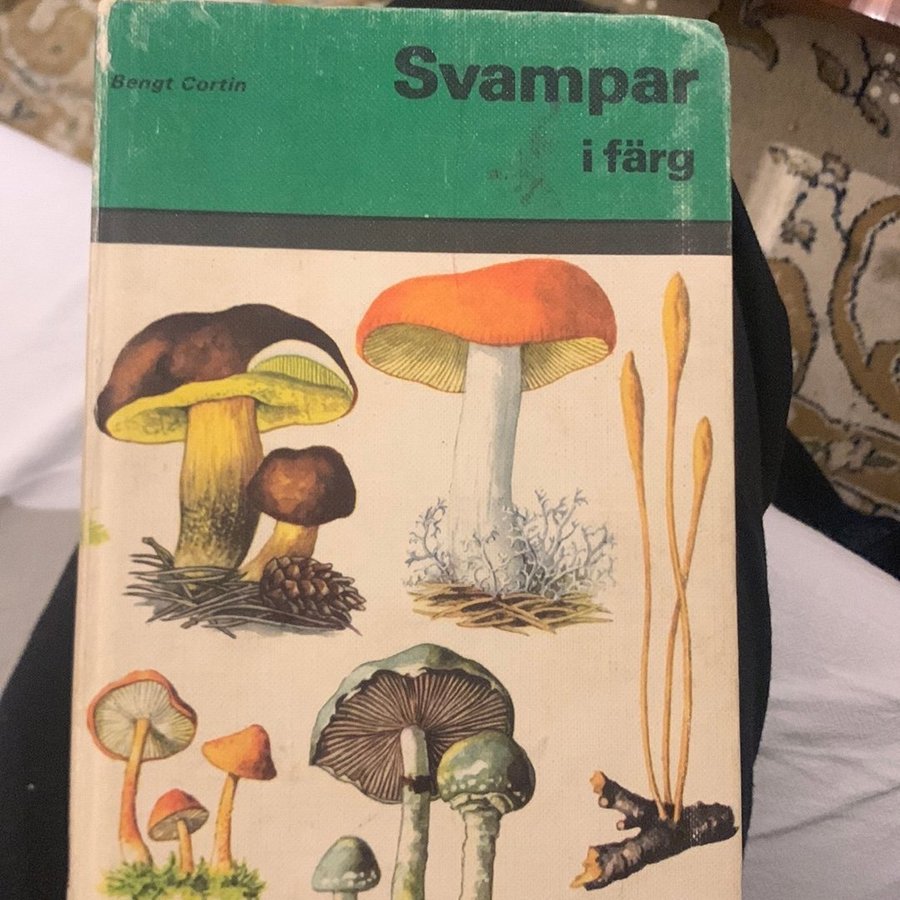 Bengt Cortin
Svampar
i färg